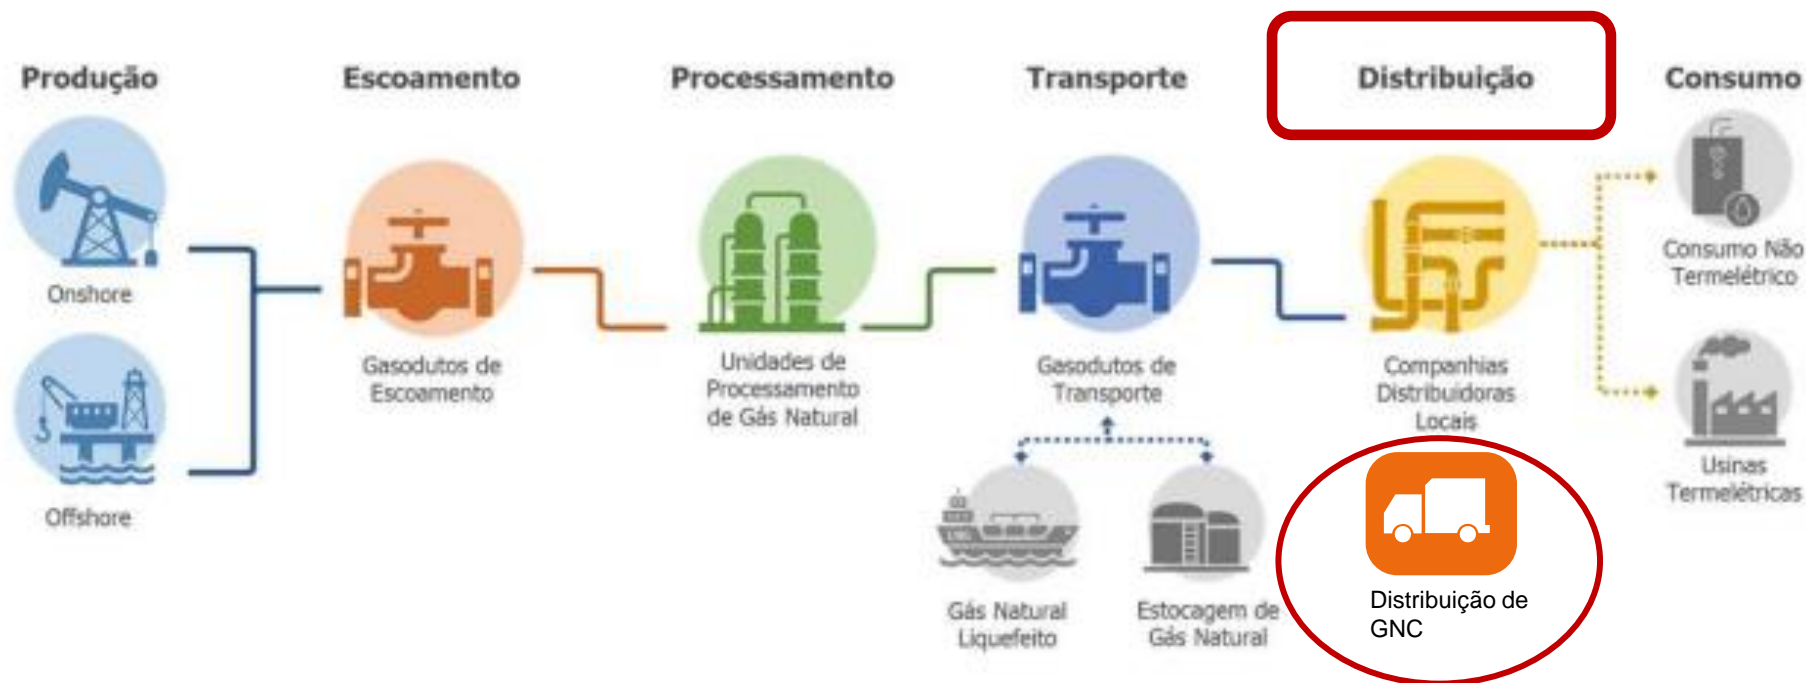 Produção
Escoamento
Processamento
Transporte
Distribuição
Consumo
Onshore
Offshore
Gasodutos de
Escoamento
Unidades de
Processamento
de Gás Natural
Gasodutos de
Transporte
Gás Natural
Liquefeito
Estocagem de
Gás Natural
Companhias
Distribuidoras
Locais
Distribuição de
GNC
Consumo Não
Termelétrico
Usinas
Termelétricas